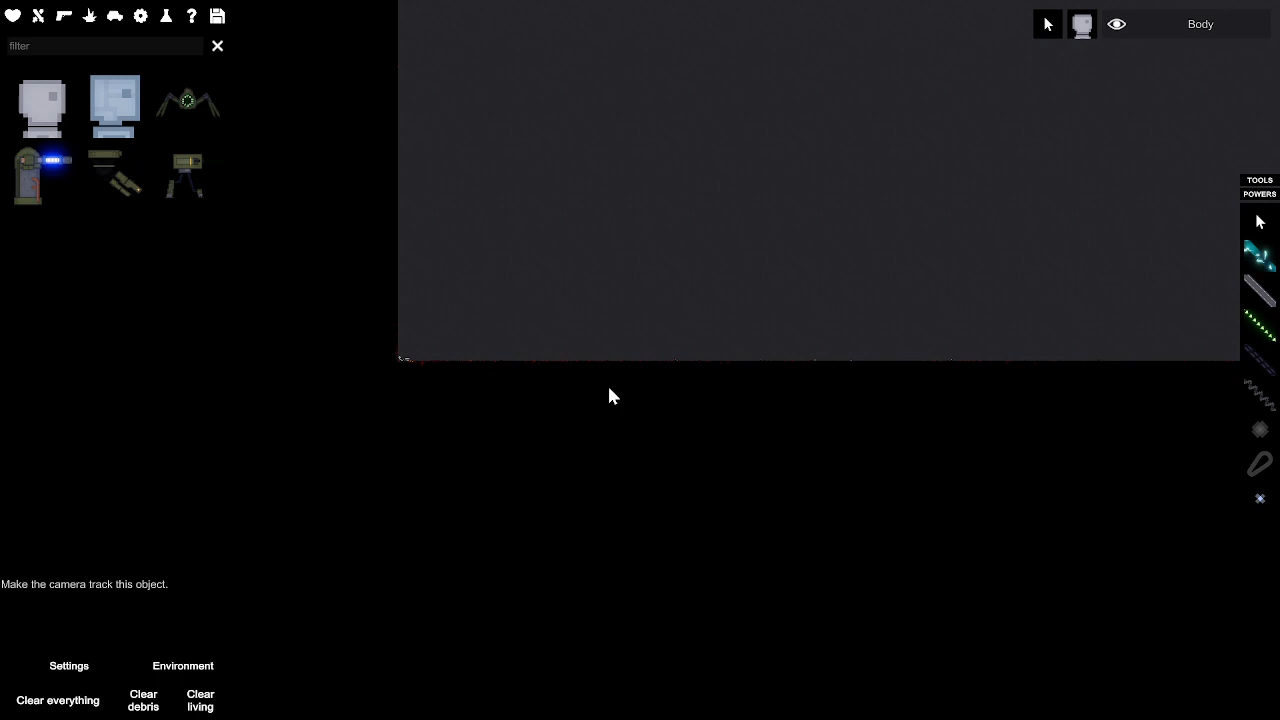 filter
Body
TOOLS
POWERS
Make the camera track this object.
Settings
Environment
Clear everything
Clear
debris
Clear
living